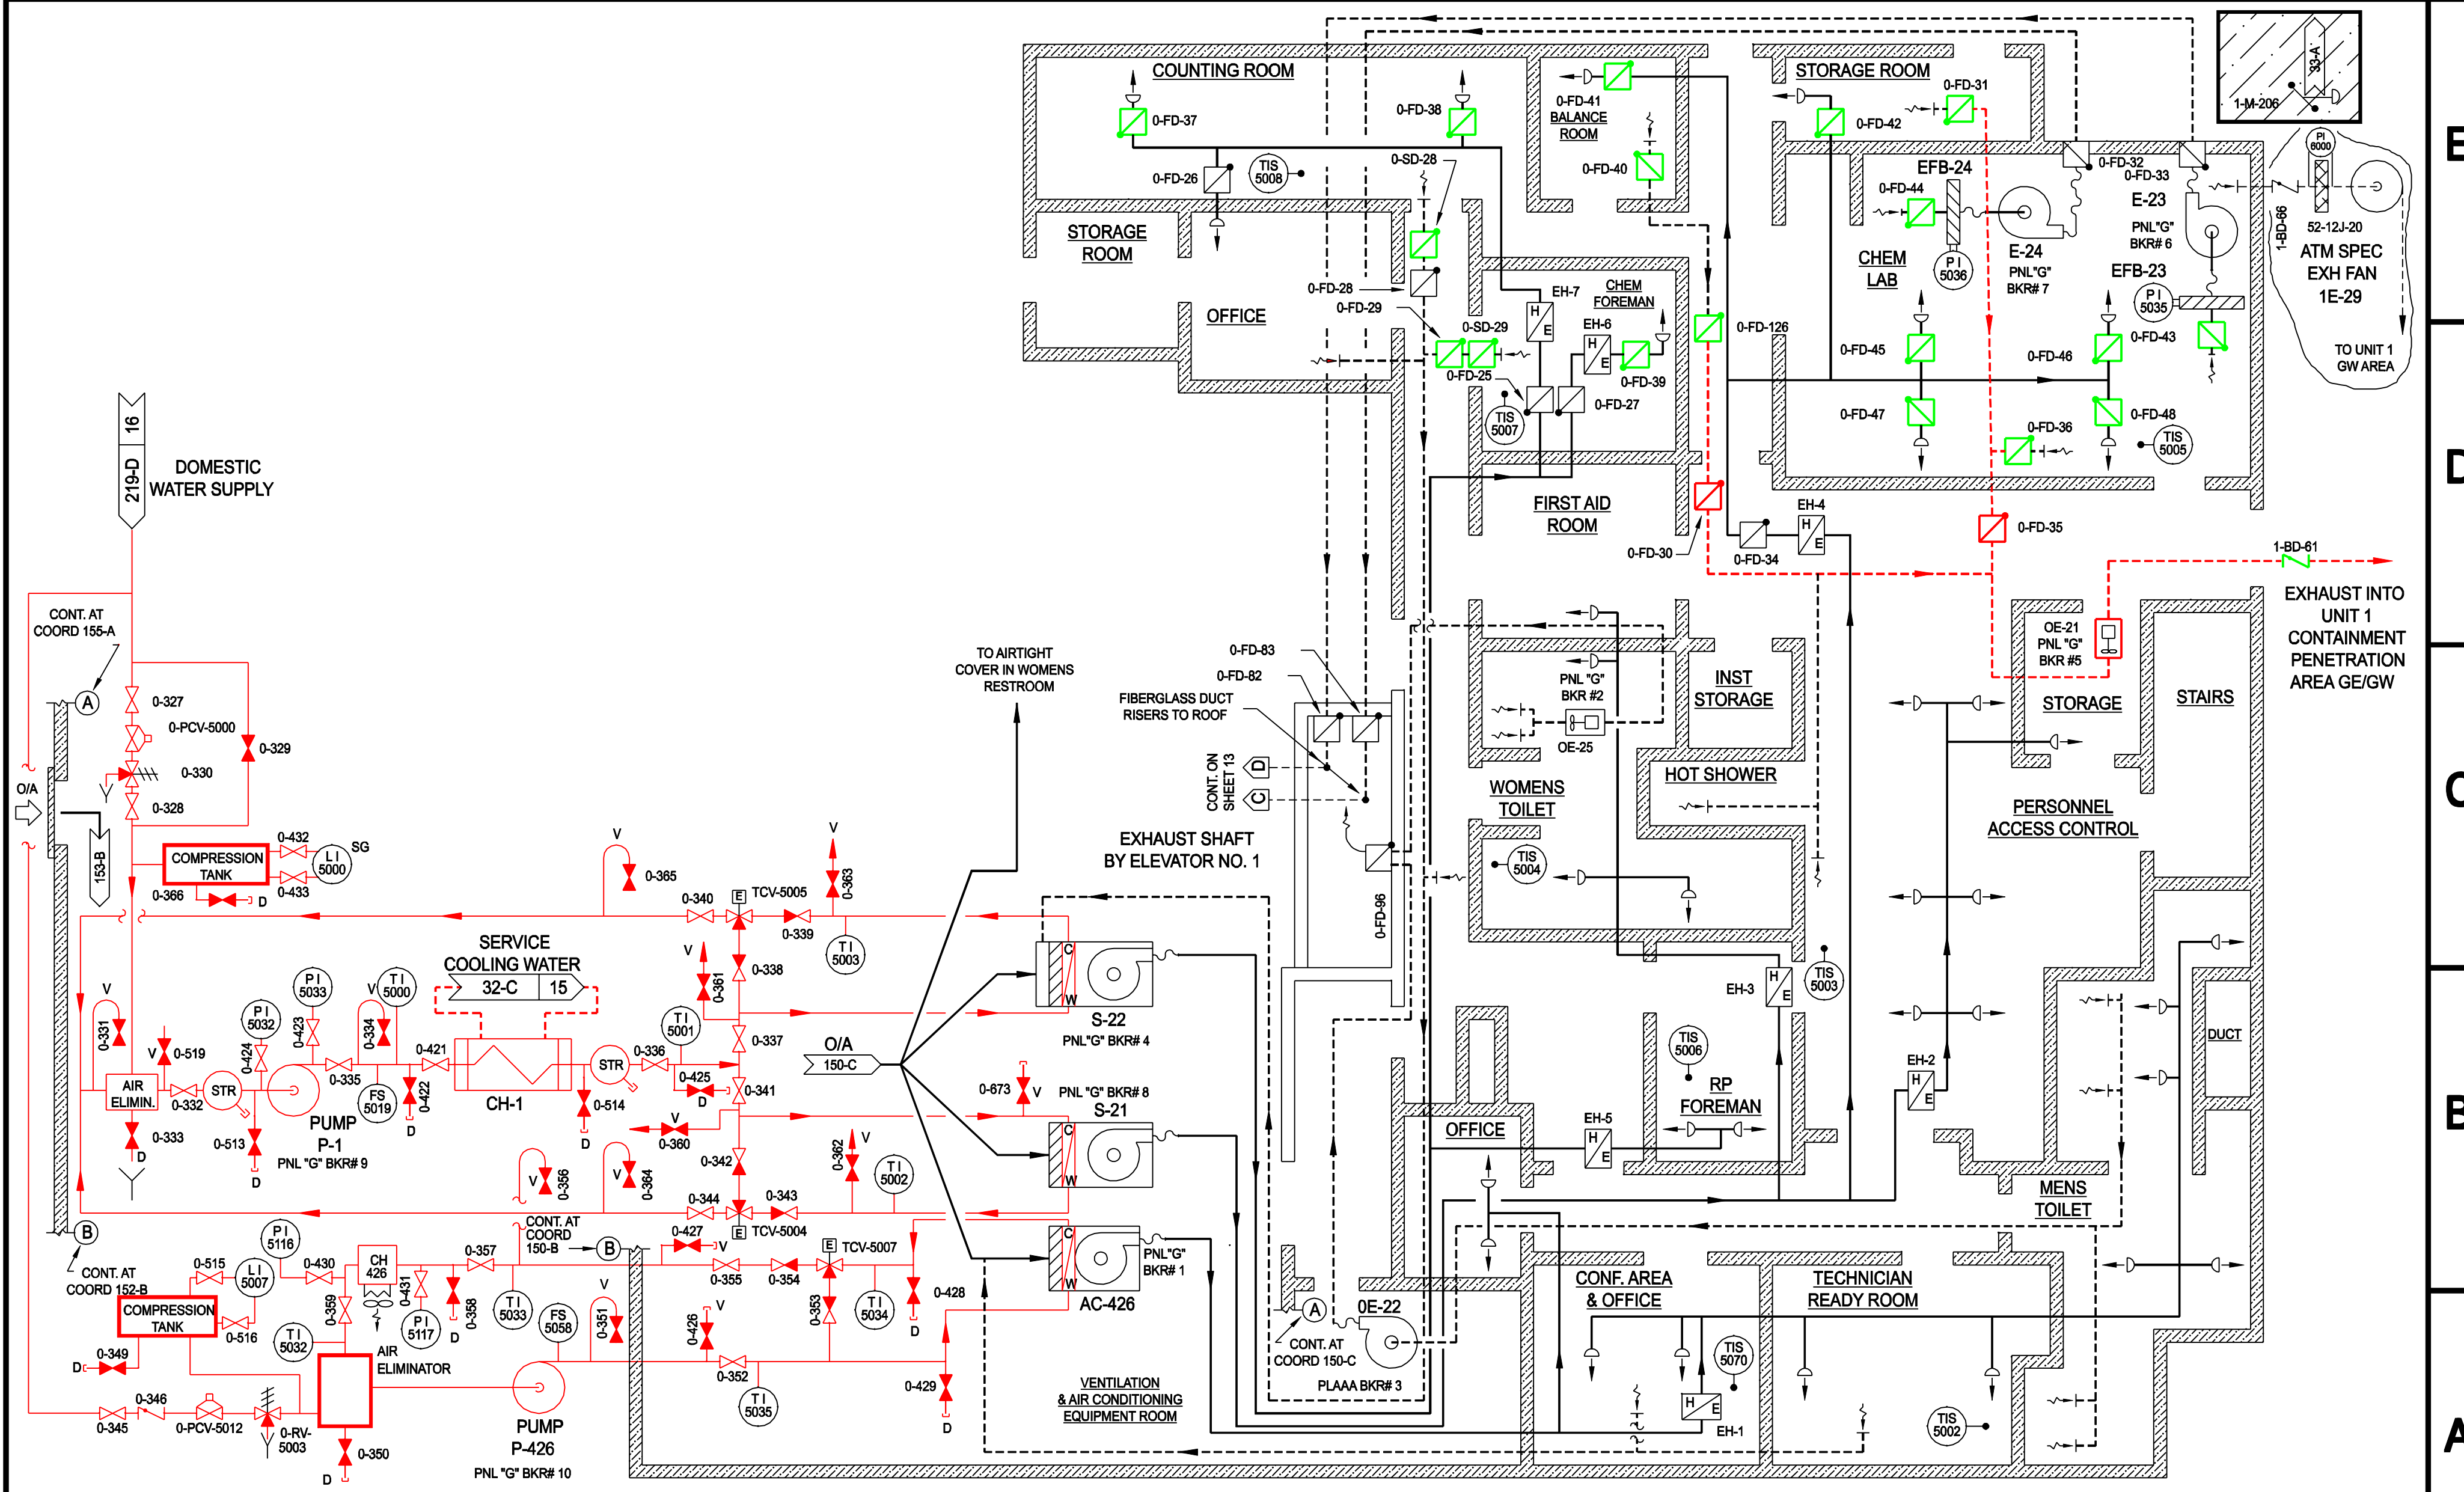 COUNTING ROOM
0-FD-37
0-FD-38
0-FD-26
TIS
5008
0-SD-28
0-FD-41
BALANCE
ROOM
0-FD-40
STORAGE ROOM
0-FD-31
0-FD-42
33-A
1-M-206
PI
6000
EFB-24
0-FD-44
0-FD-32
0-FD-33
E-23
PNL"G"
BKR# 6
1-BD-66
52-12J-20
ATM SPEC
EXH FAN
1E-29
TO UNIT 1
GW AREA
E
STORAGE
ROOM
OFFICE
0-FD-28
0-FD-29
0-SD-29
EH-7
H
E
CHEM
FOREMAN
EH-6
H
E
0-FD-25
0-FD-39
0-FD-27
TIS
5007
0-FD-126
CHEM
LAB
PI
5036
E-24
PNL"G"
BKR# 7
EFB-23
PI
5035
0-FD-43
0-FD-45
0-FD-46
0-FD-47
0-FD-48
0-FD-36
TIS
5005
D
219-D
16
DOMESTIC
WATER SUPPLY
FIRST AID
ROOM
0-FD-30
0-FD-34
EH-4
H
E
0-FD-35
1-BD-61
EXHAUST INTO
UNIT 1
CONTAINMENT
PENETRATION
AREA GE/GW
OE-21
PNL "G"
BKR #5
STORAGE
STAIRS
CONT. AT
COORD 155-A
A
0-327
0-PCV-5000
0-329
0-330
0-328
O/A
153-B
COMPRESSION
TANK
0-432
LI
5000
SG
0-433
0-366
D
TO AIRTIGHT
COVER IN WOMENS
RESTROOM
0-FD-83
0-FD-82
FIBERGLASS DUCT
RISERS TO ROOF
CONT. ON
SHEET 13
D
C
EXHAUST SHAFT
BY ELEVATOR NO. 1
0-FD-96
PNL "G"
BKR #2
OE-25
INST
STORAGE
WOMENS
TOILET
HOT SHOWER
TIS
5004
PERSONNEL
ACCESS CONTROL
C
V
0-365
0-340
E
TCV-5005
0-339
V
0-363
TI
5003
0-338
V
0-361
SERVICE
COOLING WATER
32-C
15
V
0-331
V
0-519
PI
5032
0-424
PI
5033
0-423
V
0-334
TI
5000
0-421
STR
0-336
TI
5001
0-337
O/A
150-C
C
W
S-22
PNL"G" BKR# 4
AIR
ELIMIN.
0-332
STR
0-335
FS
5019
0-422
D
CH-1
0-514
D
0-425
D
0-341
0-673
V
PNL "G" BKR# 8
S-21
C
W
0-333
D
0-513
D
PUMP
P-1
PNL "G" BKR# 9
V
0-360
0-342
V
0-356
V
0-364
V
0-362
TI
5002
0-344
0-343
E
TCV-5004
EH-3
H
E
TIS
5003
TIS
5006
RP
FOREMAN
EH-5
H
E
OFFICE
EH-2
H
E
DUCT
MENS
TOILET
B
B
CONT. AT
COORD 152-B
PI
5116
0-515
LI
5007
0-430
CH
426
0-357
CONT. AT
COORD
150-B
B
0-427
V
0-355
0-354
E
TCV-5007
C
W
PNL"G"
BKR# 1
AC-426
COMPRESSION
TANK
0-516
0-359
0-431
PI
5117
0-358
D
TI
5033
FS
5058
V
0-351
V
0-426
0-353
TI
5034
0-428
D
TI
5032
AIR
ELIMINATOR
0-349
D
0-346
0-345
0-PCV-5012
0-RV-
5003
0-350
D
PUMP
P-426
PNL "G" BKR# 10
0-352
TI
5035
0-429
D
VENTILATION
& AIR CONDITIONING
EQUIPMENT ROOM
A
CONT. AT
COORD 150-C
0E-22
PLAAA BKR# 3
CONF. AREA
& OFFICE
TIS
5070
H
E
EH-1
TECHNICIAN
READY ROOM
TIS
5002
A